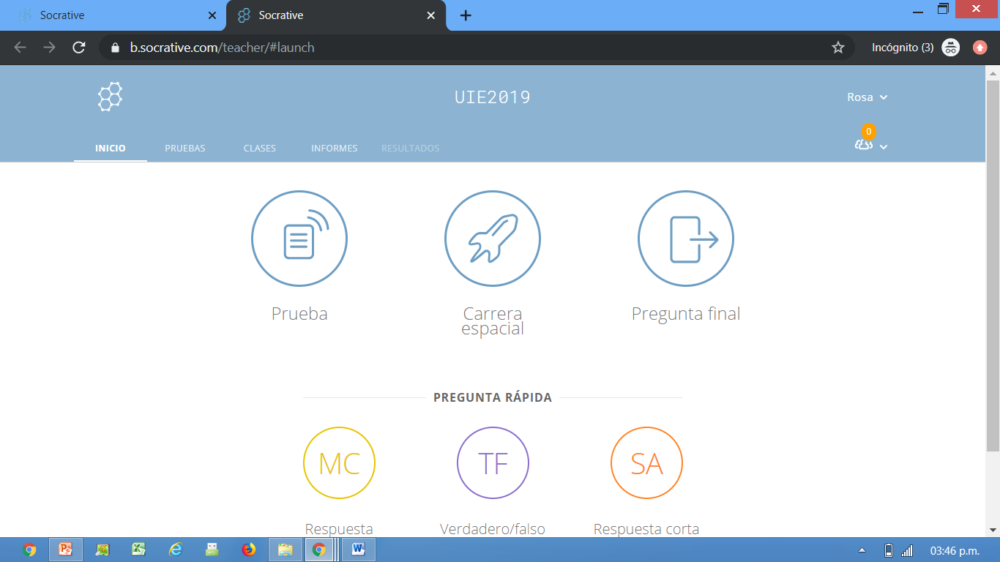 Socrative
Socrative
b.socrative.com/teacher/#launch
Incógnito (3)
UIE2019
Rosa
0
INICIO PRUEBAS CLASES INFORMES RESULTADOS
Prueba
Carrera
espacial
Pregunta final
PREGUNTA RÁPIDA
MC
TF
SA
Respuesta
Verdadero/falso
Respuesta corta
03:46 p.m.